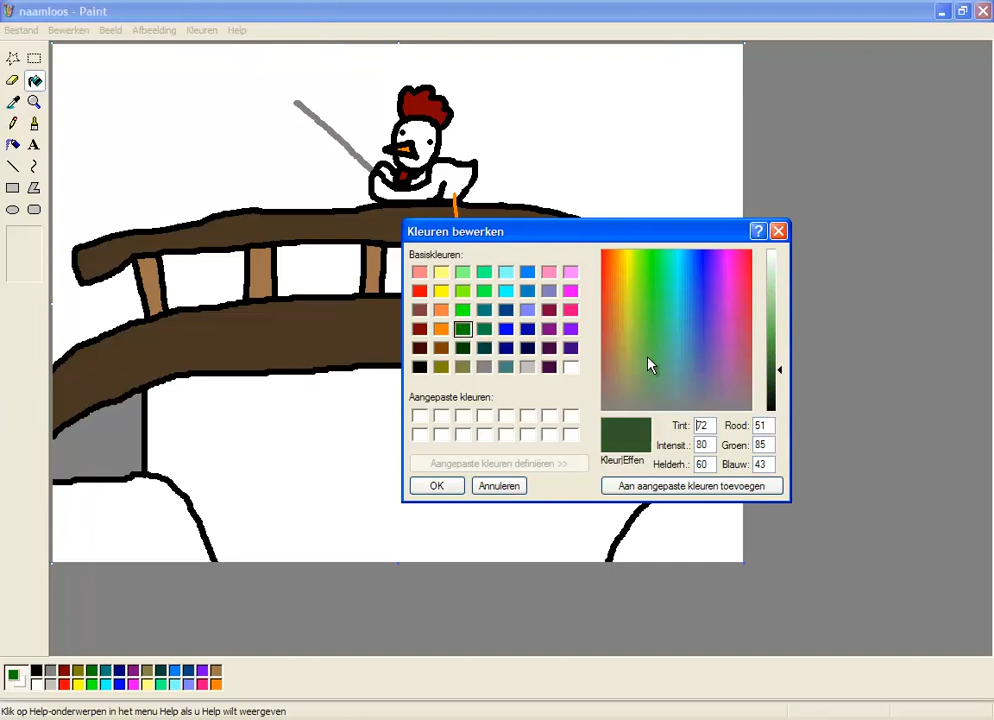 naamloos - Paint
Bestand Bewerken Beeld Afbeelding Kleuren Help
A
Kleuren bewerken
?
Basiskleuren:
Aangepaste kleuren:
Aangepaste kleuren definiëren >>
OK Annuleren
Kleur|Effen
Tint: 72 Rood: 51
Intensit.: 80 Groen: 85
Helderh.: 60 Blauw: 43
Aan aangepaste kleuren toevoegen
Klik op Help-onderwerpen in het menu Help als u Help wilt weergeven